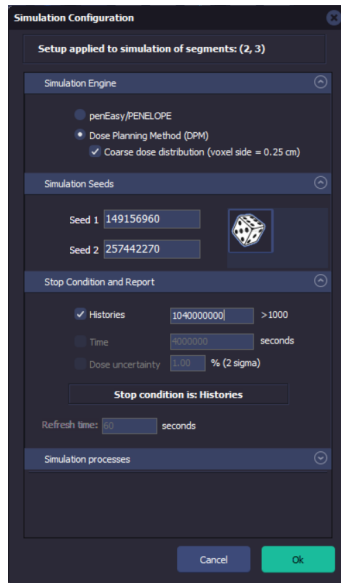 Simulation Configuration
Setup applied to simulation of segments: (2, 3)
Simulation Engine
penEasy/PENELOPE
Dose Planning Method (DPM)
Coarse dose distribution (voxel side = 0.25 cm)
Simulation Seeds
Seed 1 149156960
Seed 2 257442270
Stop Condition and Report
Histories 1040000000 >1000
Time 4000000 seconds
Dose uncertainty 1.00 % (2 sigma)
Stop condition is: Histories
Refresh time: 60 seconds
Simulation processes
Cancel Ok